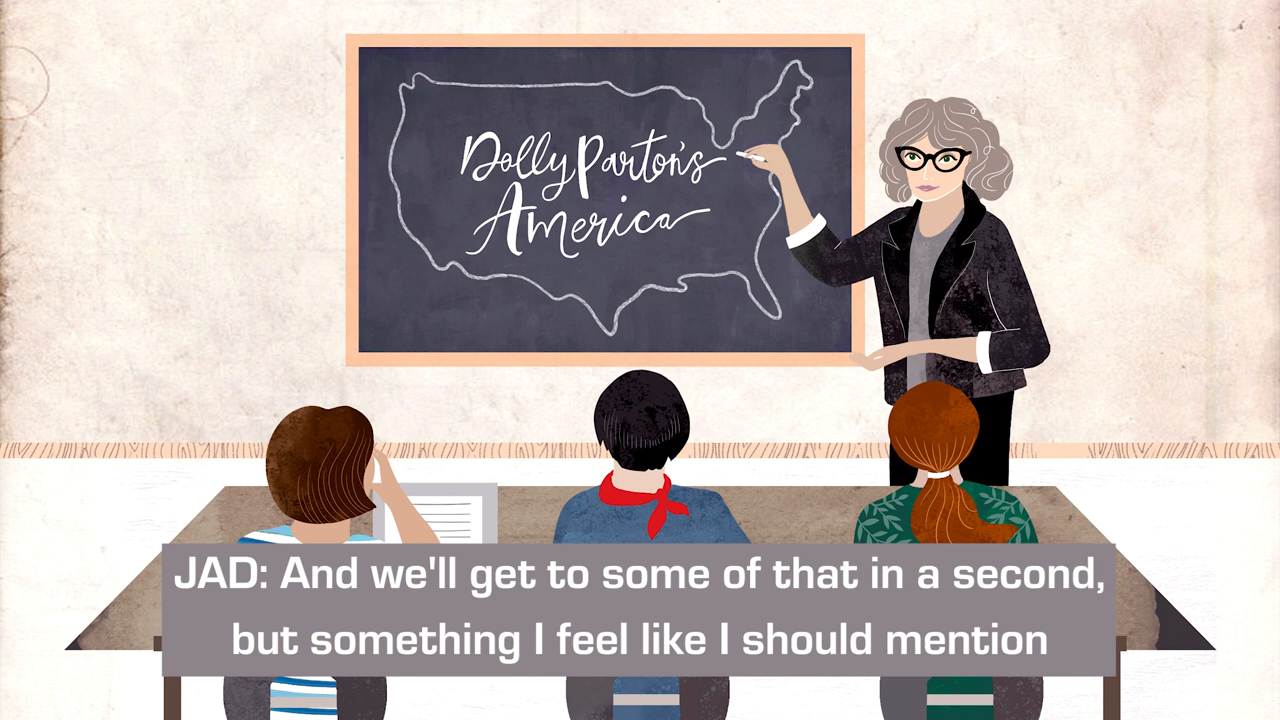 Dolly Parton's
America
JAD: And we'll get to some of that in a second,
but something I feel like I should mention